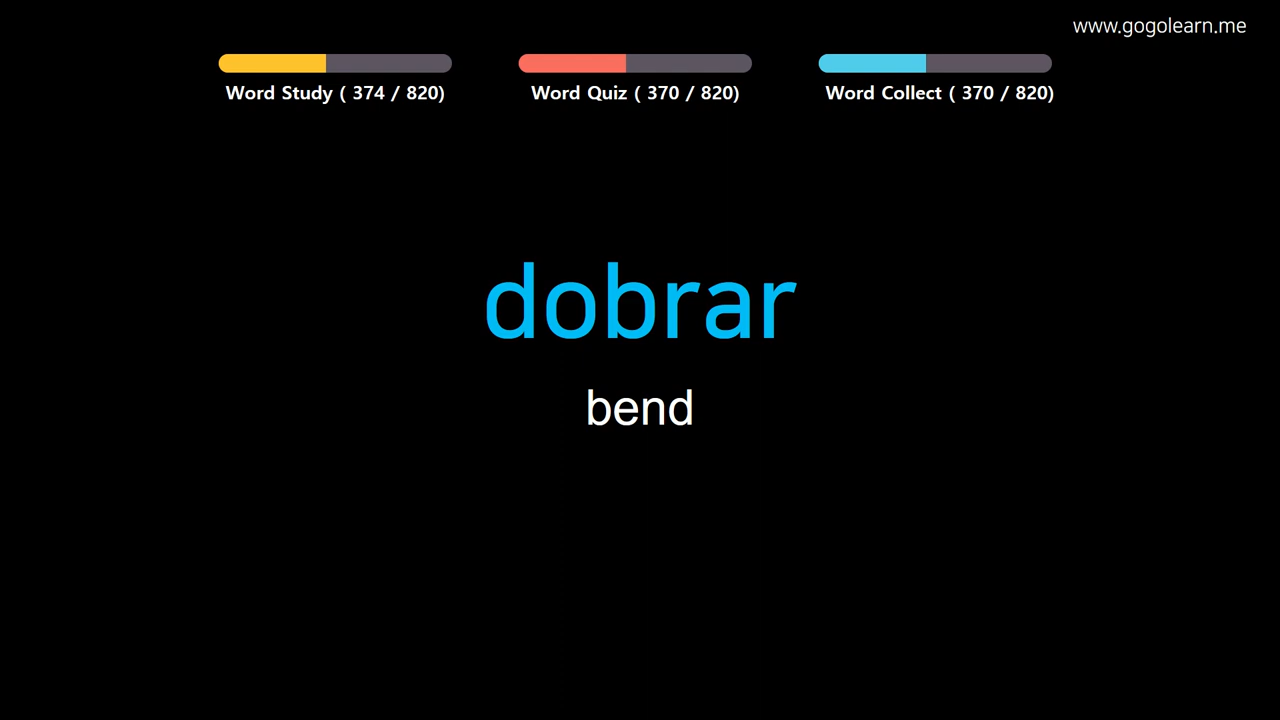 www.gogolearn.me
Word Study ( 374 / 820)
Word Quiz ( 370 / 820)
Word Collect ( 370 / 820)
dobrar
bend